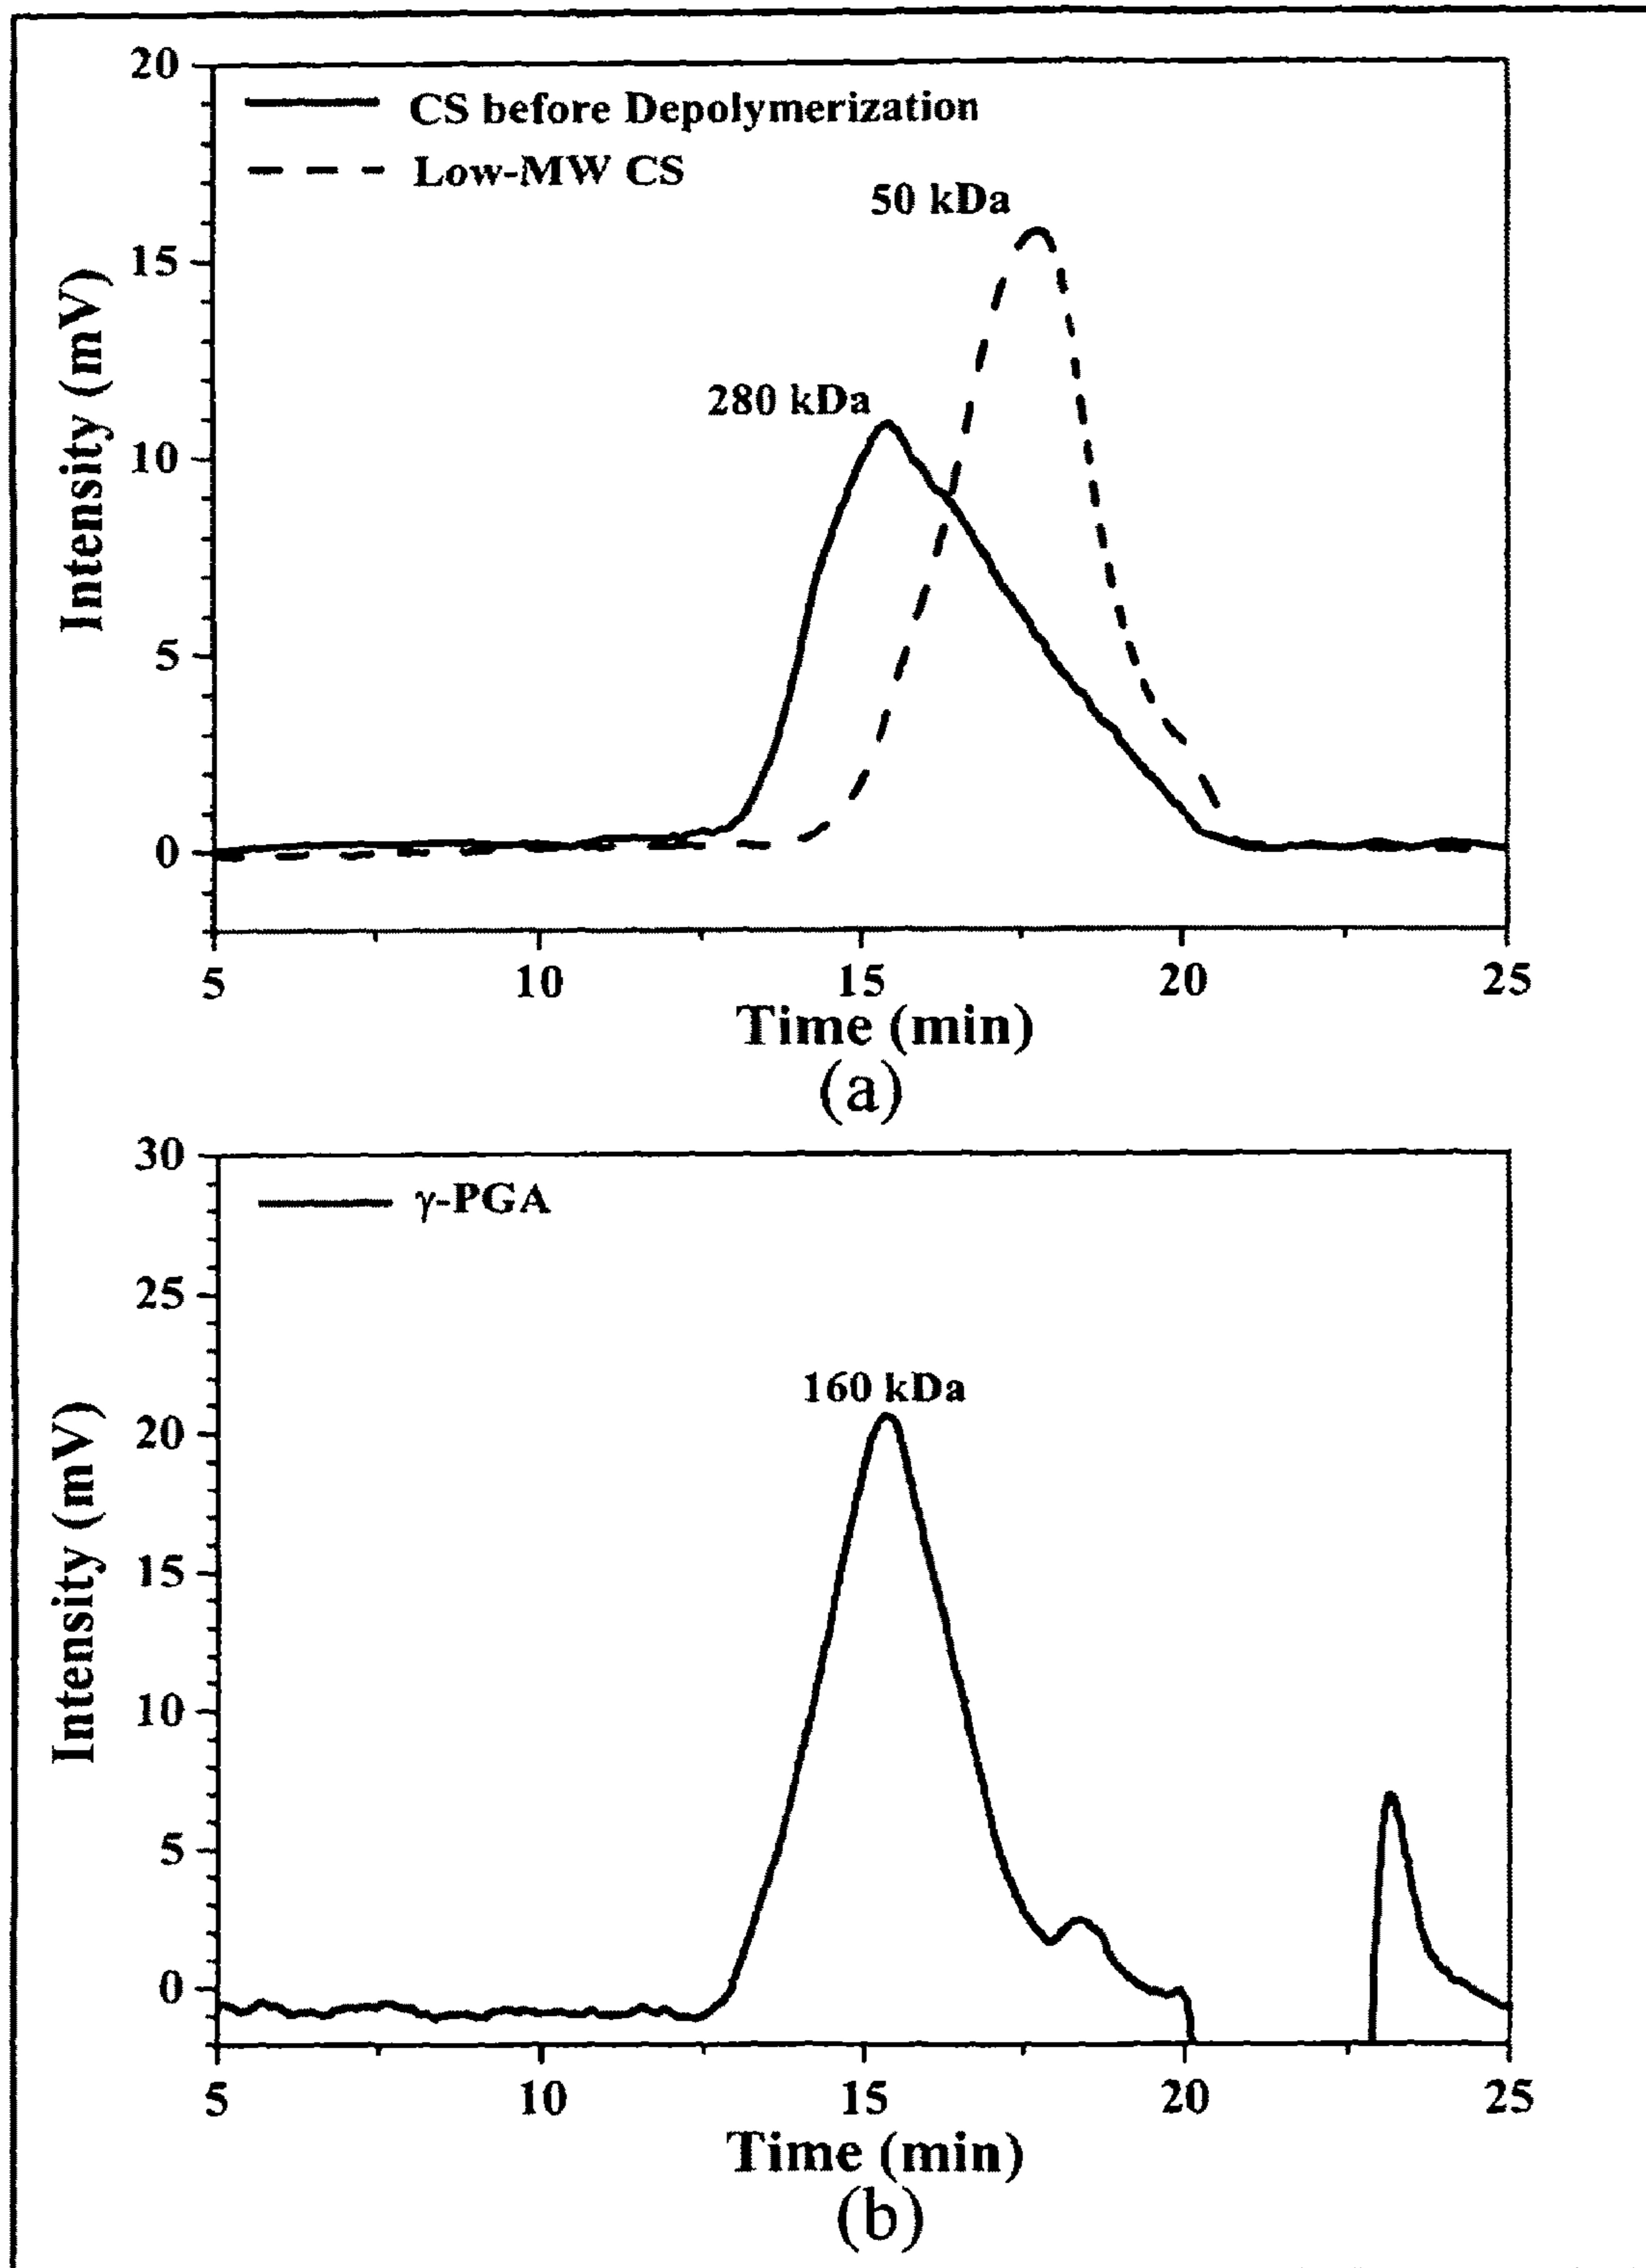 20
CS before Depolymerization
Low-MW CS
50 kDa
15
280 kDa
10
Intensity (mV)
5
0
5 10 15 20 25
Time (min)
(a)
30
γ-PGA
25
160 kDa
20
Intensity (mV)
15
10
5
0
5 10 15 20 25
Time (min)
(b)